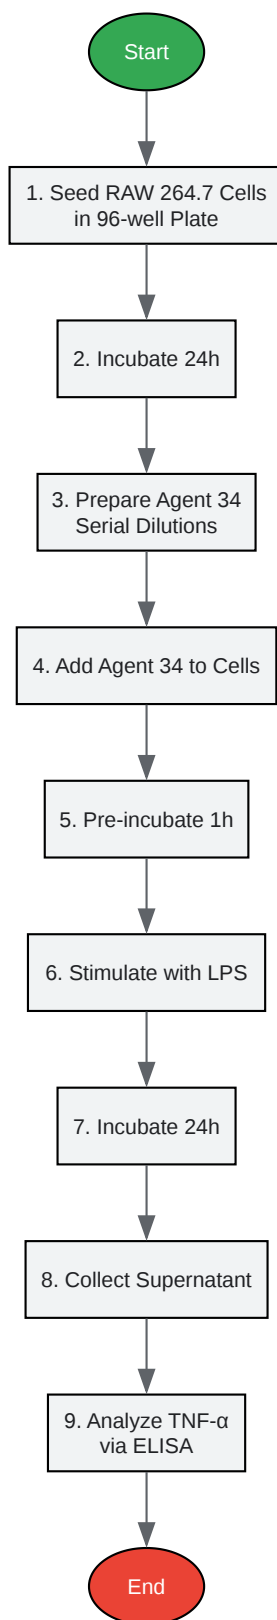 Start
1. Seed RAW 264.7 Cells
in 96-well Plate
2. Incubate 24h
3. Prepare Agent 34
Serial Dilutions
4. Add Agent 34 to Cells
5. Pre-incubate 1h
6. Stimulate with LPS
7. Incubate 24h
8. Collect Supernatant
9. Analyze TNF-α
via ELISA
End